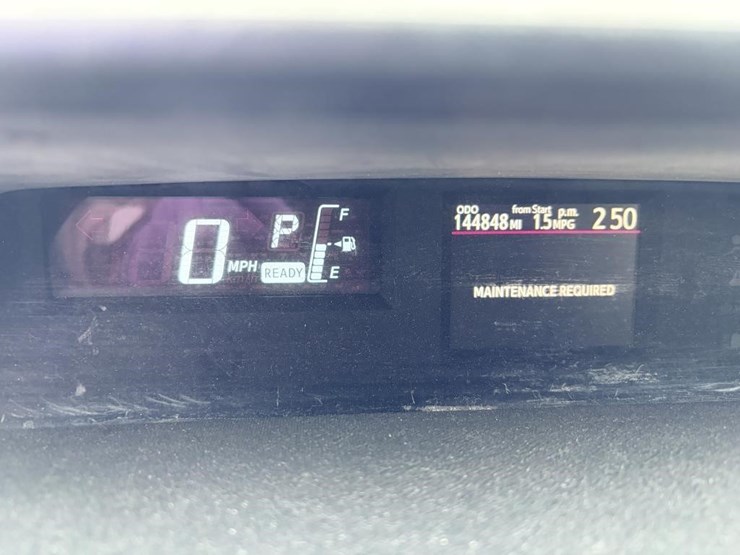 0 MPH
P
READY
F
E
ODO from Start p.m.
144848 MI 1.5 MPG 2 50
MAINTENANCE REQUIRED